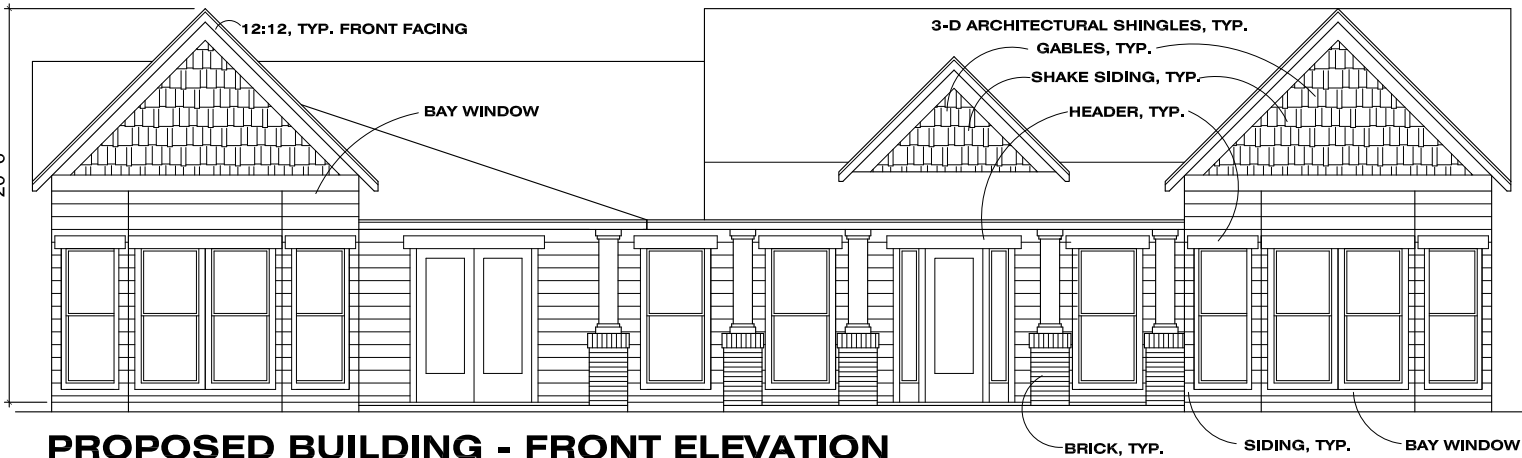 12:12, TYP. FRONT FACING
3-D ARCHITECTURAL SHINGLES, TYP.
GABLES, TYP.
SHAKE SIDING, TYP.
BAY WINDOW
HEADER, TYP.
BRICK, TYP.
SIDING, TYP.
BAY WINDOW
PROPOSED BUILDING - FRONT ELEVATION